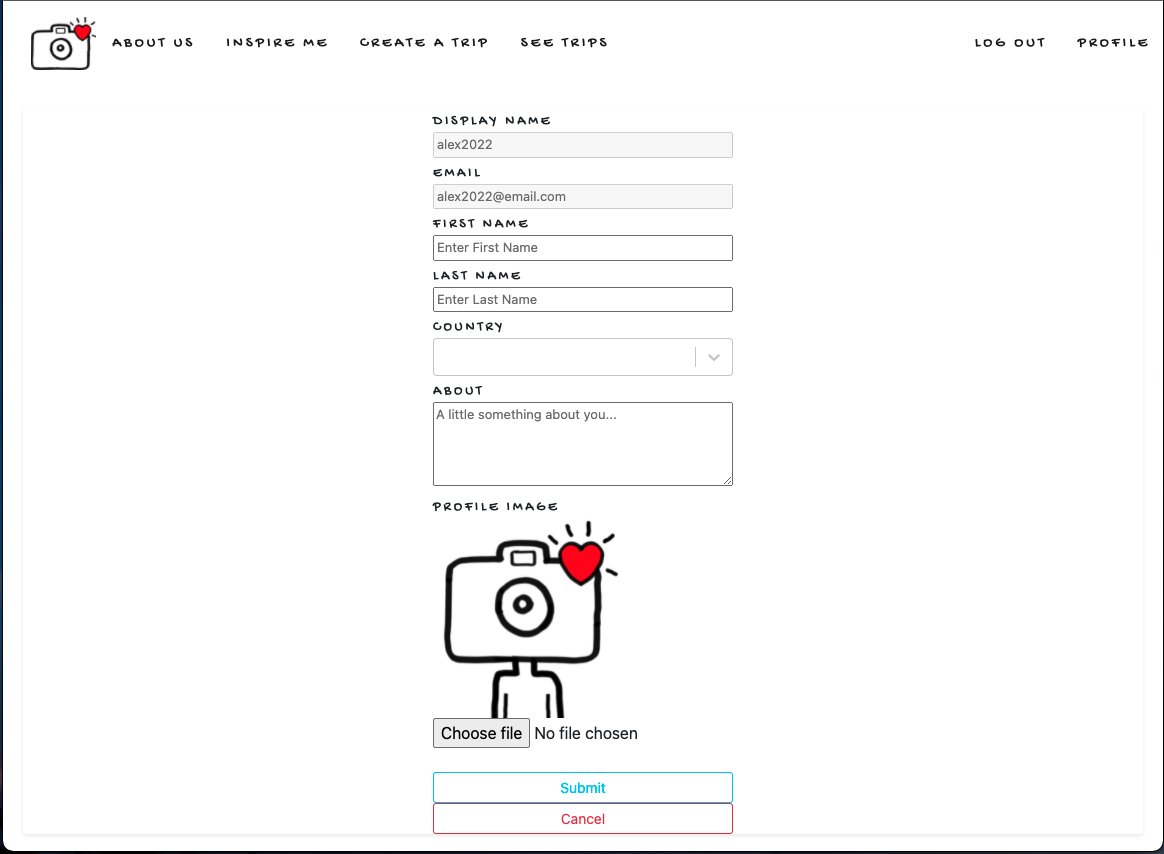 ABOUT US INSPIRE ME CREATE A TRIP SEE TRIPS LOG OUT PROFILE
DISPLAY NAME
alex2022
EMAIL
alex2022@email.com
FIRST NAME
Enter First Name
LAST NAME
Enter Last Name
COUNTRY
ABOUT
A little something about you...
PROFILE IMAGE
Choose file No file chosen
Submit
Cancel